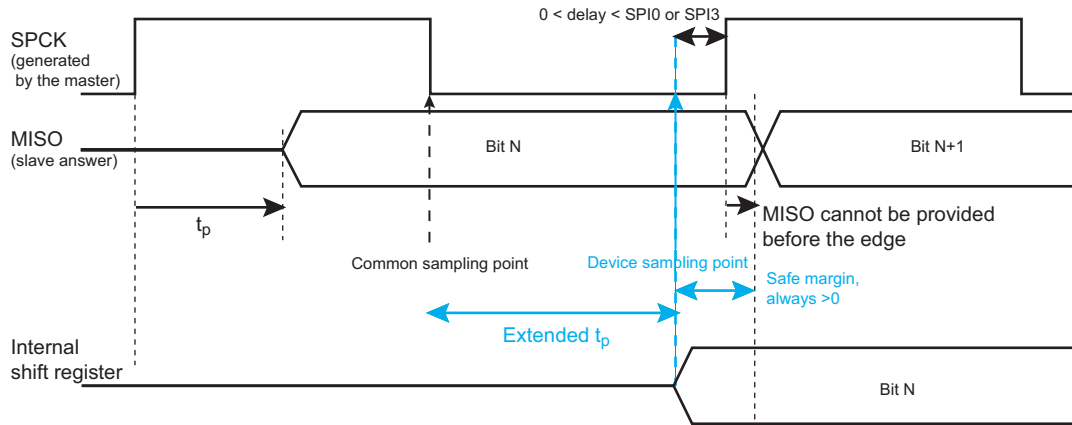 0 < delay < SPI0 or SPI3
SPCK
(generated
by the master)
MISO
(slave answer)
Bit N
Bit N+1
tp
MISO cannot be provided
before the edge
Common sampling point
Device sampling point
Safe margin,
always >0
Extended tp
Internal
shift register
Bit N